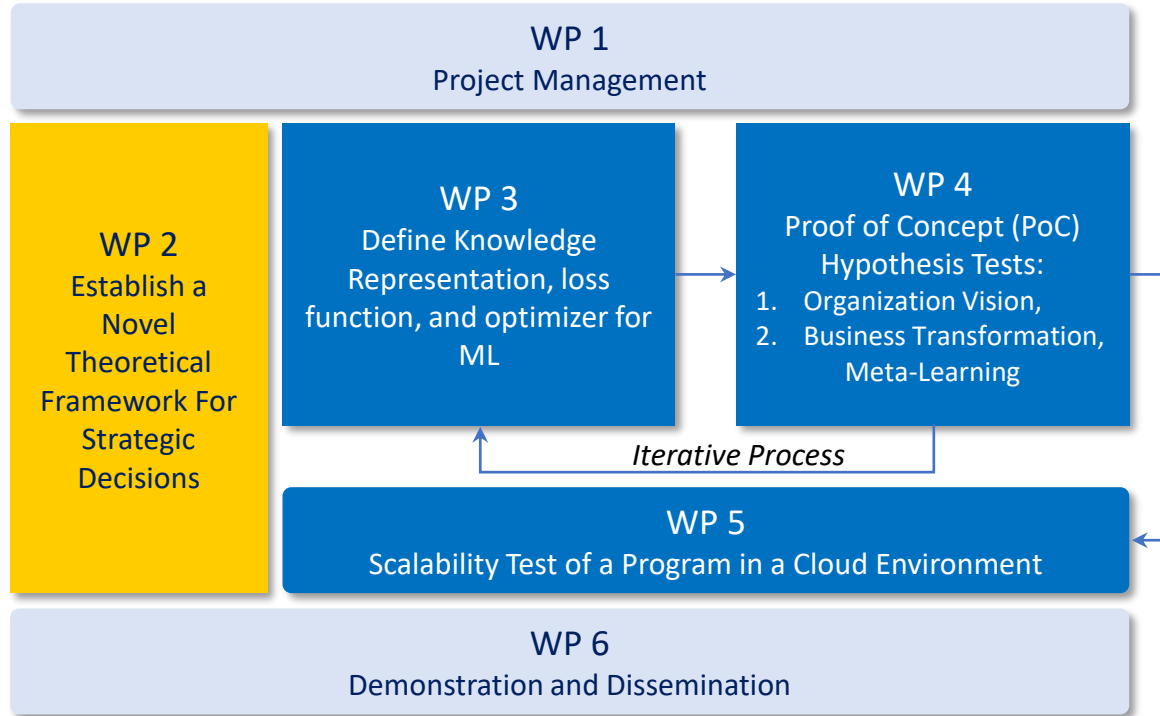 WP 1
Project Management
WP 2
Establish a
Novel
Theoretical
Framework For
Strategic
Decisions
WP 3
Define Knowledge
Representation, loss
function, and optimizer for
ML
WP 4
Proof of Concept (PoC)
Hypothesis Tests:
1. Organization Vision,
2. Business Transformation,
Meta-Learning
Iterative Process
WP 5
Scalability Test of a Program in a Cloud Environment
WP 6
Demonstration and Dissemination